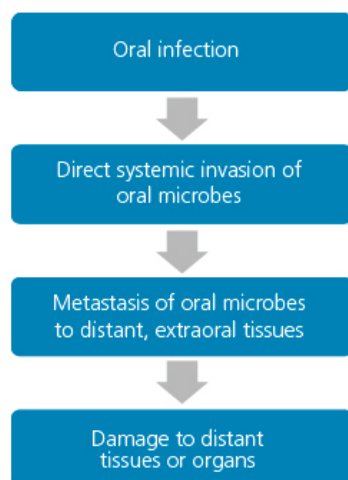 Oral infection
Direct systemic invasion of
oral microbes
Metastasis of oral microbes
to distant, extraoral tissues
Damage to distant
tissues or organs